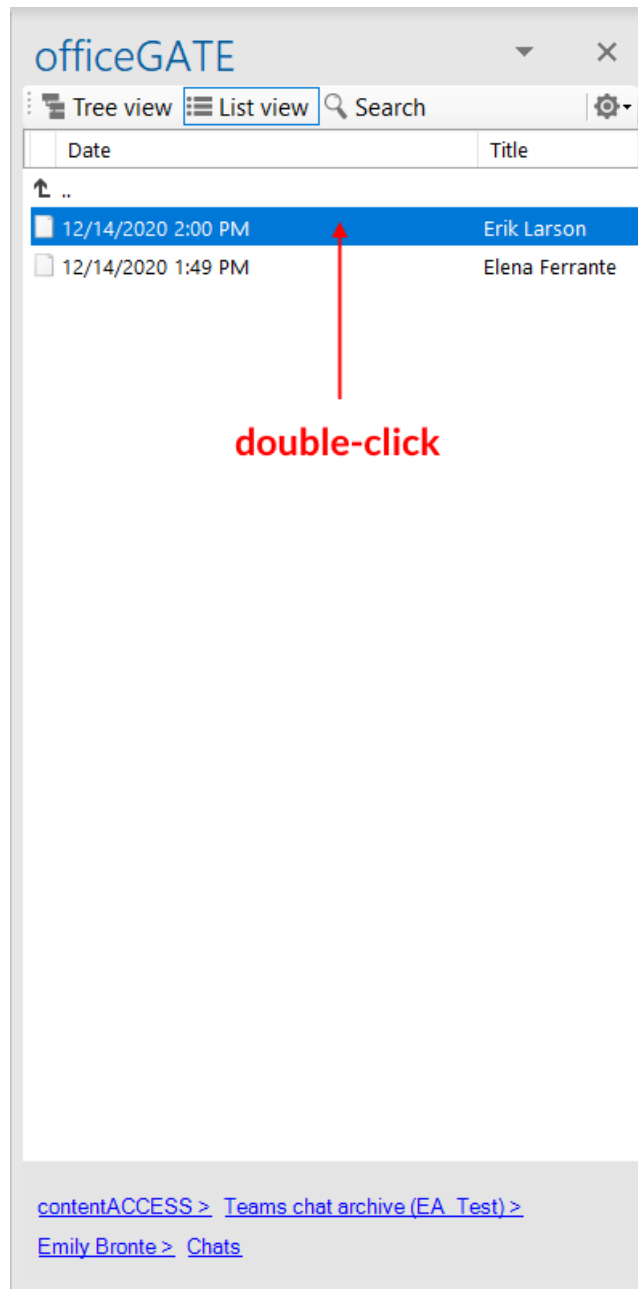 officeGATE
Tree view List view Search
Date Title
..
12/14/2020 2:00 PM Erik Larson
12/14/2020 1:49 PM Elena Ferrante
double-click
contentACCESS > Teams chat archive (EA_Test) >
Emily Bronte > Chats